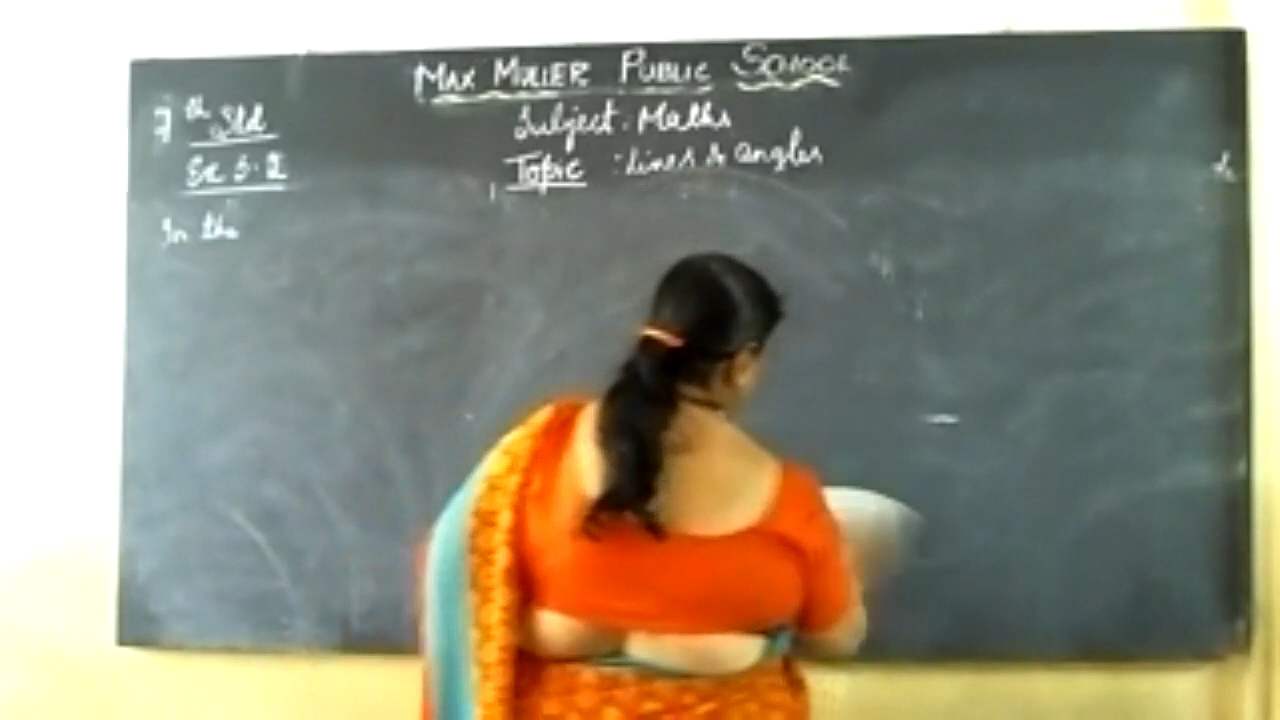 MAX MULLER PUBLIC SCHOOL
7th Std
Subject. Maths
Ex 5.2
Topic : Lines & Angles
In the